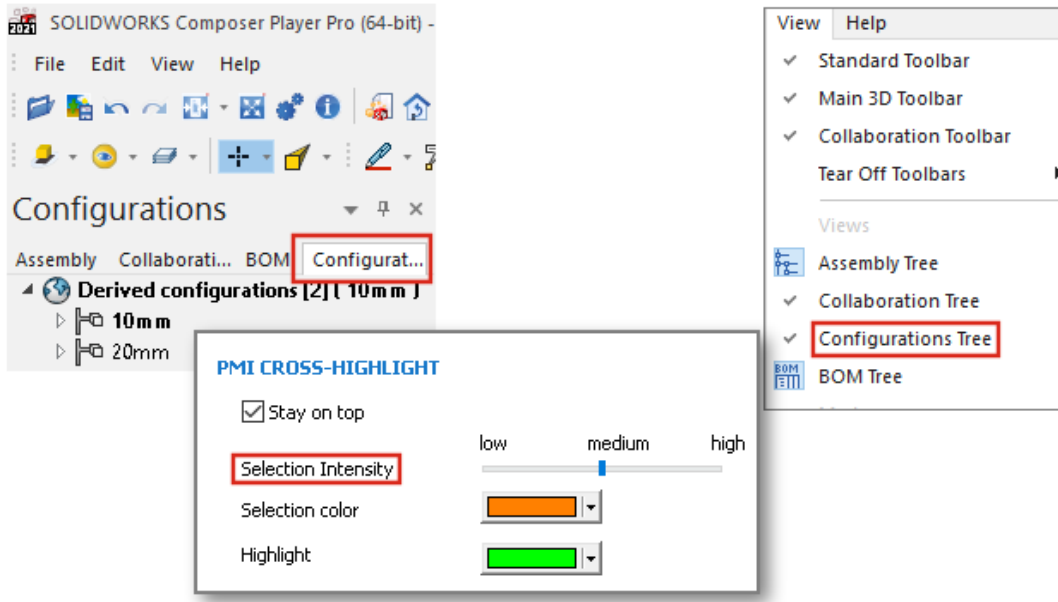 2021 SOLIDWORKS Composer Player Pro (64-bit) -
File Edit View Help
Configurations
Assembly Collaborati... BOM Configurat...
Derived configurations [2] ( 10mm )
10mm
20mm
PMI CROSS-HIGHLIGHT
Stay on top
low medium high
Selection Intensity
Selection color
Highlight
View Help
Standard Toolbar
Main 3D Toolbar
Collaboration Toolbar
Tear Off Toolbars
Views
Assembly Tree
Collaboration Tree
Configurations Tree
BOM BOM Tree